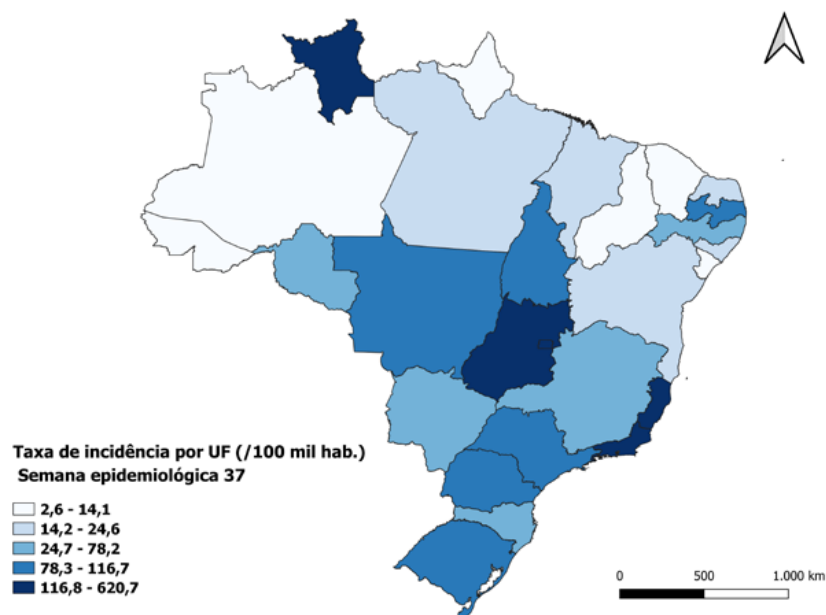 Taxa de incidência por UF (/100 mil hab.)
Semana epidemiológica 37
2,6 - 14,1
14,2 - 24,6
24,7 - 78,2
78,3 - 116,7
116,8 - 620,7
0 500 1.000 km